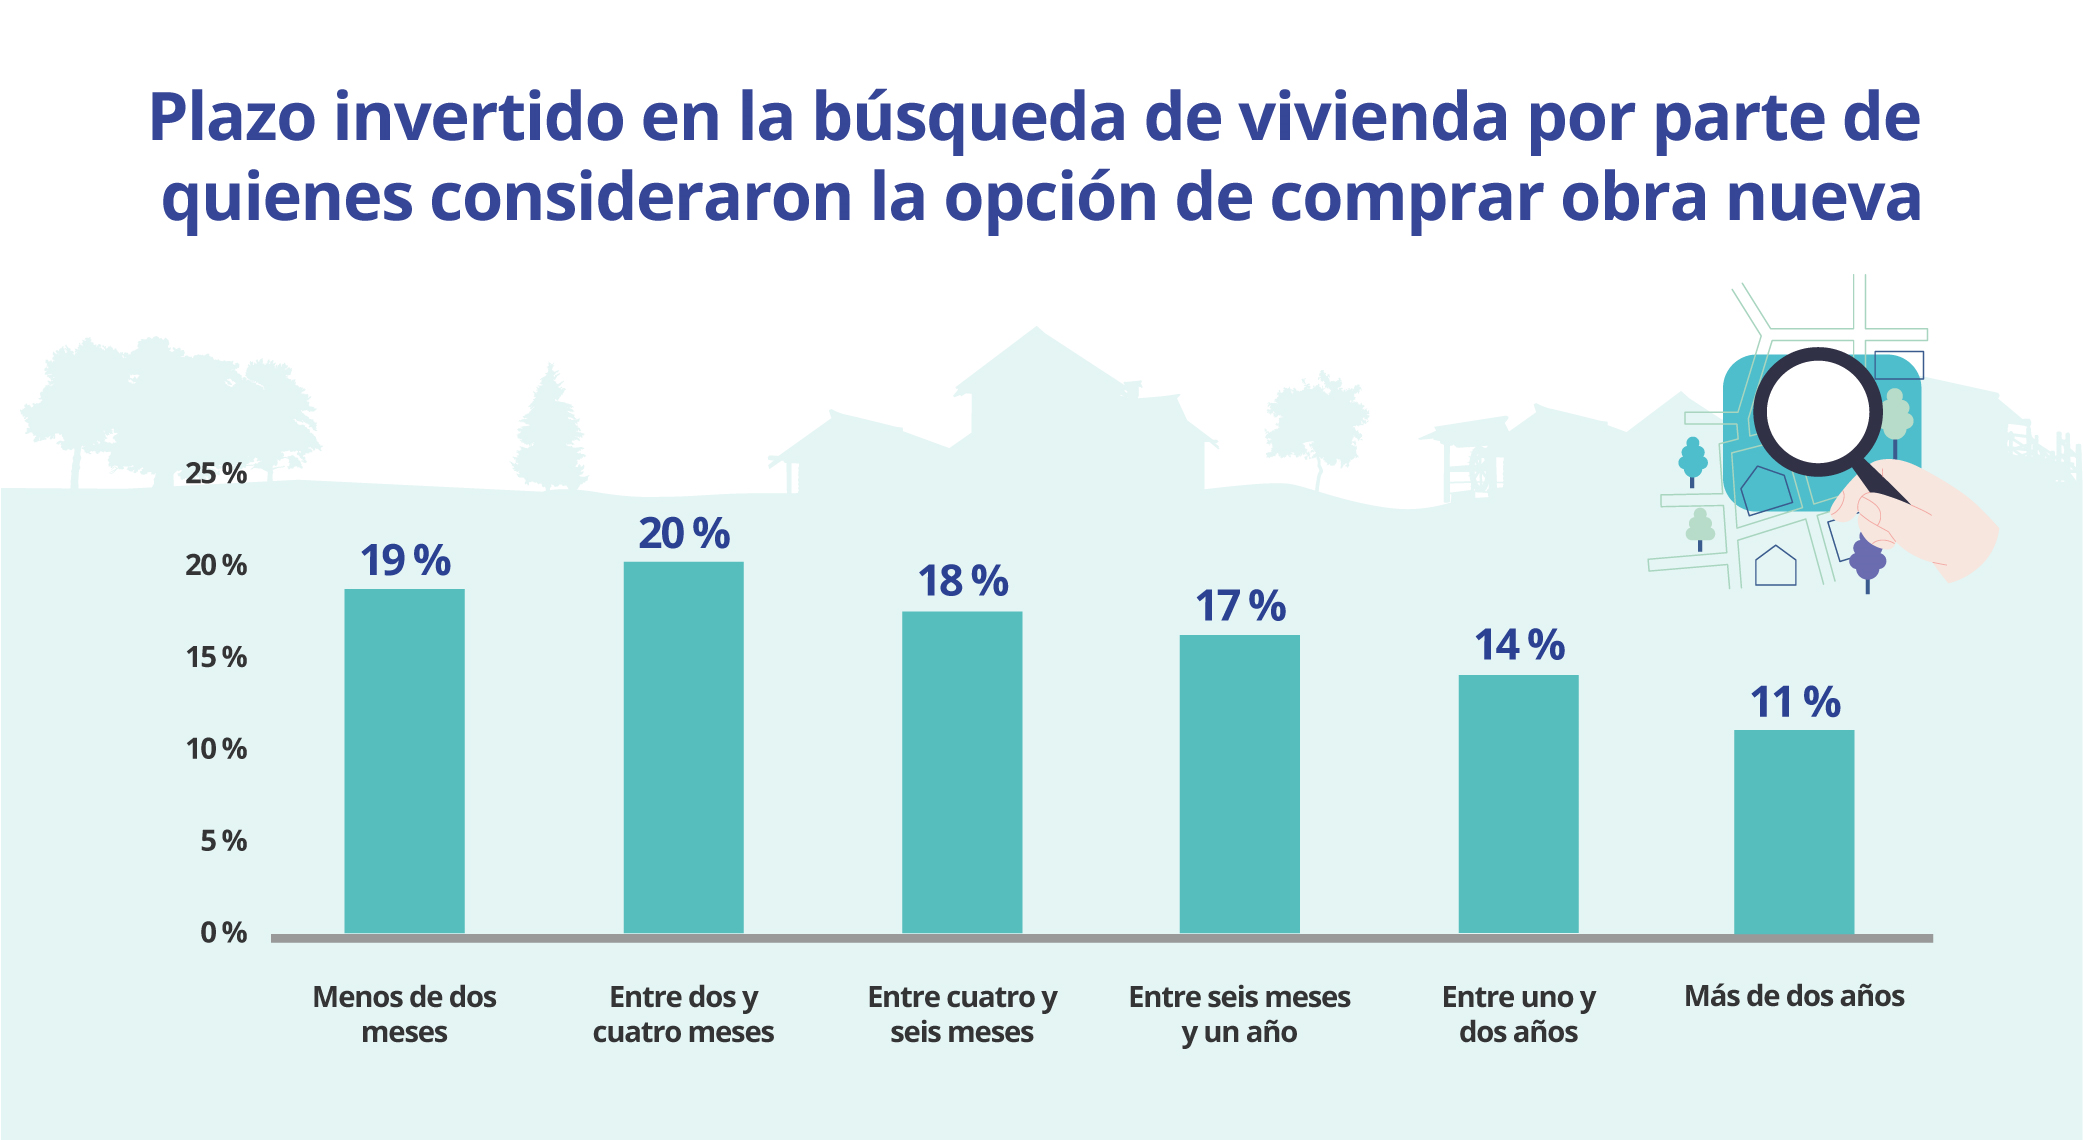 Plazo invertido en la búsqueda de vivienda por parte de
quienes consideraron la opción de comprar obra nueva
25 %
20 %
15 %
10 %
5 %
0 %
19 %
20 %
18 %
17 %
14 %
11 %
Menos de dos
meses
Entre dos y
cuatro meses
Entre cuatro y
seis meses
Entre seis meses
y un año
Entre uno y
dos años
Más de dos años